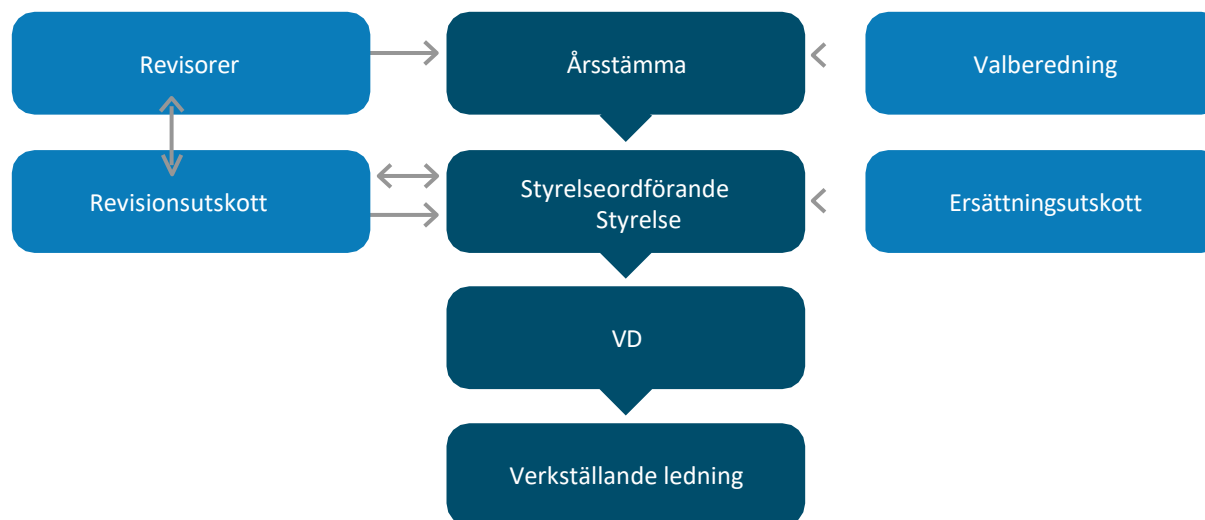 Revisorer
Årsstämma
Valberedning
Revisionsutskott
Styrelseordförande
Styrelse
Ersättningsutskott
VD
Verkställande ledning